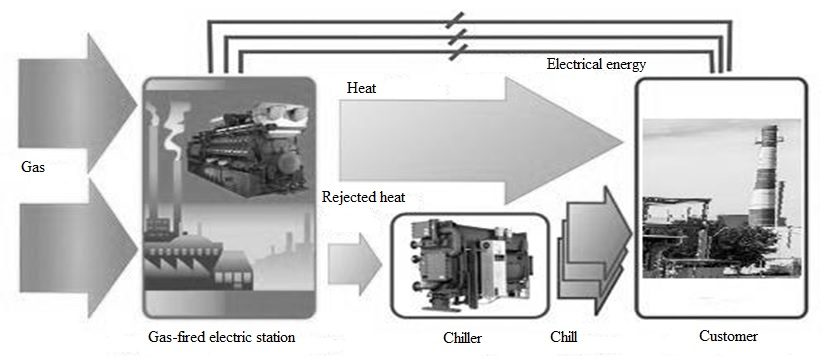 Electrical energy
Heat
Gas
Rejected heat
Gas-fired electric station
Chiller
Chill
Customer